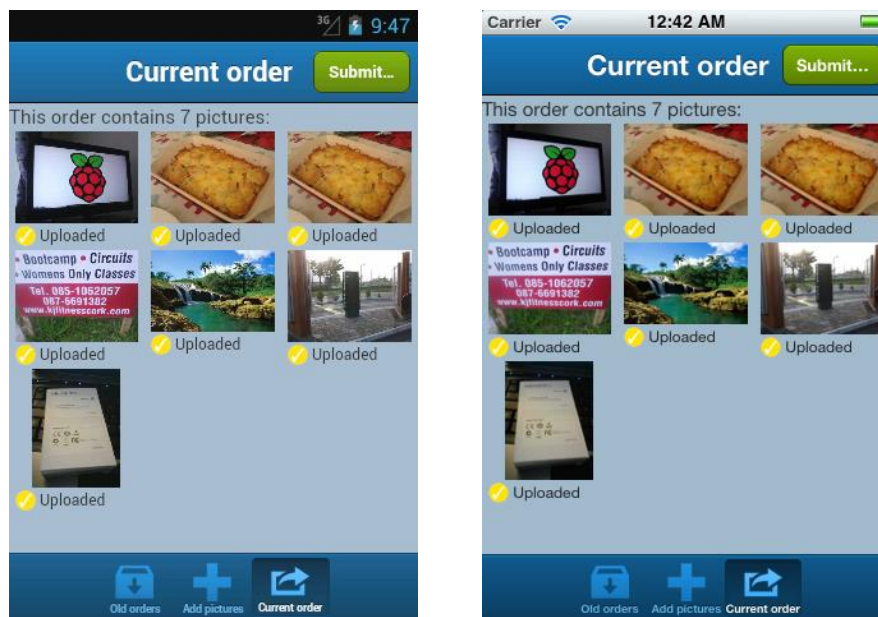 3G 9:47
Current order Submit...
This order contains 7 pictures:
Uploaded Uploaded Uploaded
• Bootcamp • Circuits
• Womens Only Classes
Tel. 085-1062057
087-6691382
www.kjfitnesscork.com
Uploaded Uploaded Uploaded
Uploaded
Old orders Add pictures Current order
Carrier 12:42 AM
Current order Submit...
This order contains 7 pictures:
Uploaded Uploaded Uploaded
• Bootcamp • Circuits
• Womens Only Classes
Tel. 085-1062057
087-6691382
www.kjfitnesscork.com
Uploaded Uploaded Uploaded
Uploaded
Old orders Add pictures Current order